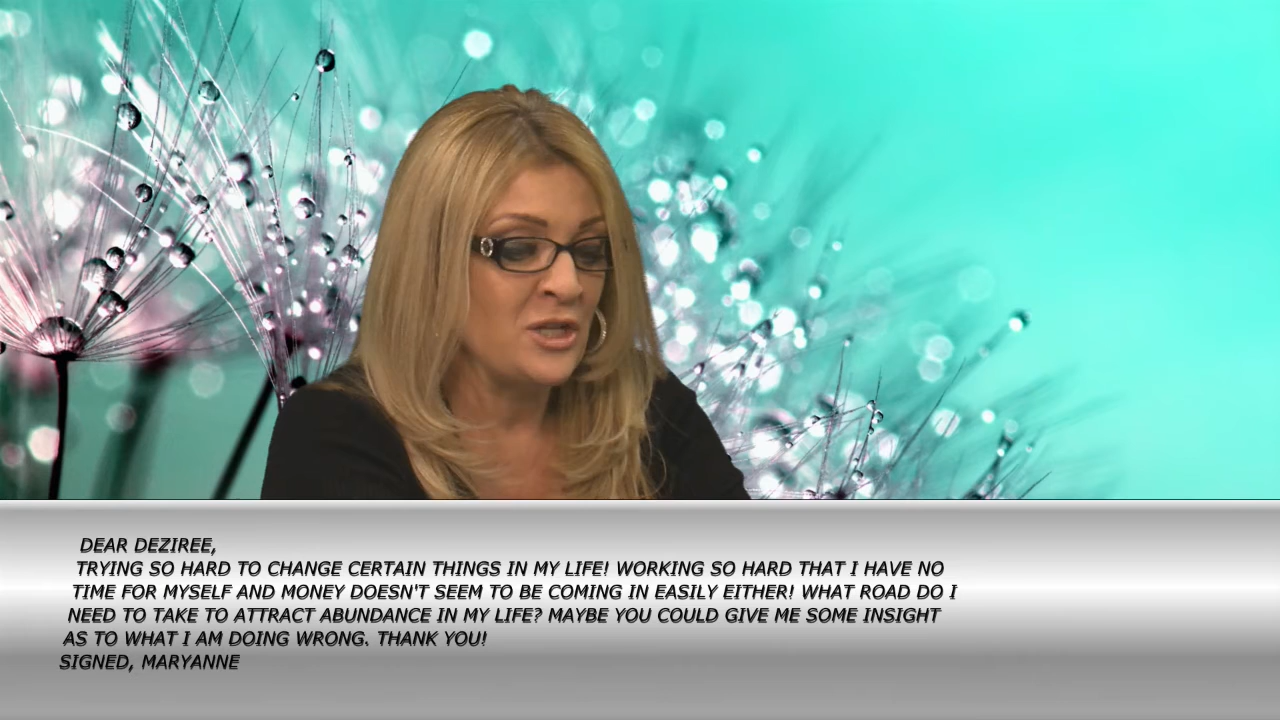 DEAR DEZIREE,
TRYING SO HARD TO CHANGE CERTAIN THINGS IN MY LIFE! WORKING SO HARD THAT I HAVE NO
TIME FOR MYSELF AND MONEY DOESN'T SEEM TO BE COMING IN EASILY EITHER! WHAT ROAD DO I
NEED TO TAKE TO ATTRACT ABUNDANCE IN MY LIFE? MAYBE YOU COULD GIVE ME SOME INSIGHT
AS TO WHAT I AM DOING WRONG. THANK YOU!
SIGNED, MARYANNE